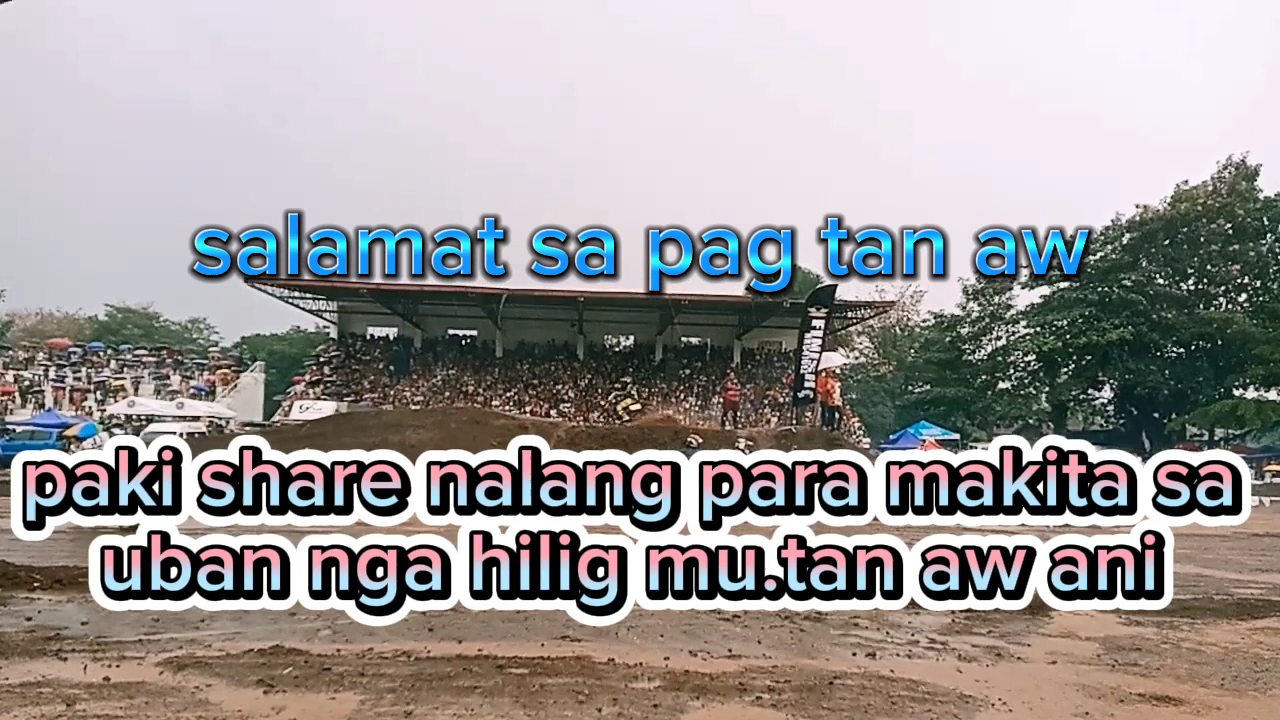 salamat sa pag tan aw
paki share nalang para makita sa
uban nga hilig mu.tan aw ani